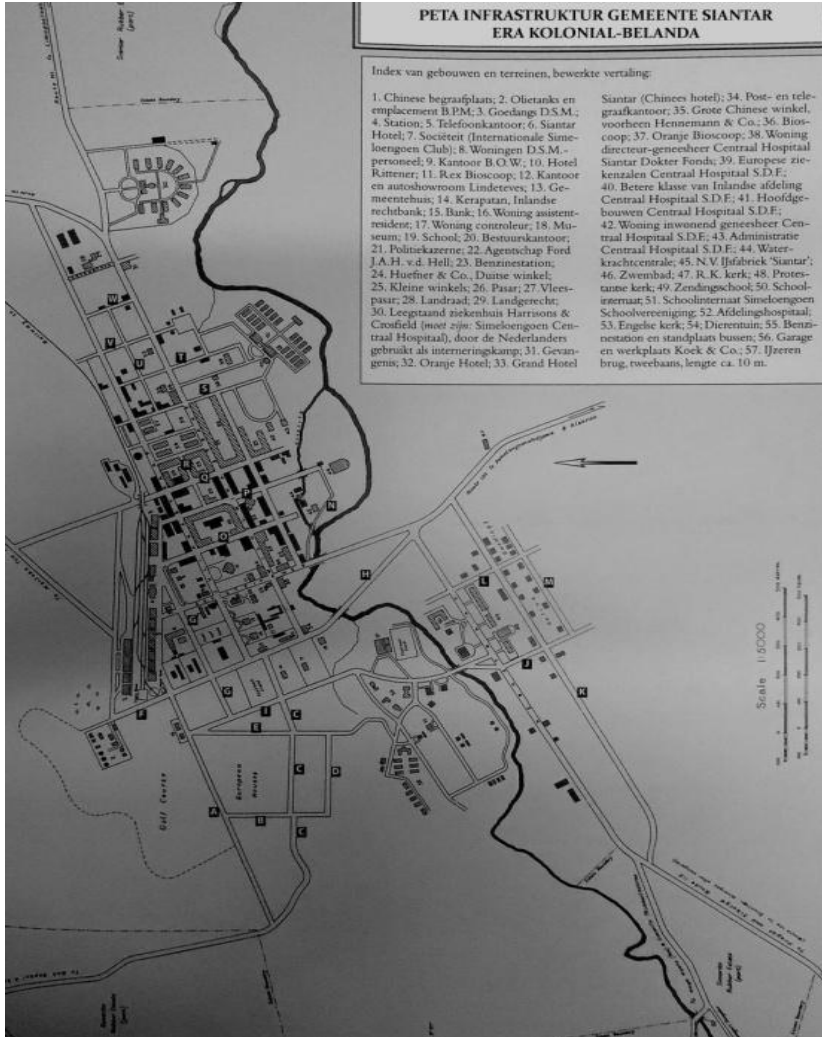 PETA INFRASTRUKTUR GEMEENTE SIANTAR
ERA KOLONIAL-BELANDA
Index van gebouwen en terreinen, bewerkte vertaling:
1. Chinese begraafplaats; 2. Olietanks en
emplacement B.P.M; 3. Goedangs D.S.M.;
4. Station; 5. Telefoonkantoor; 6. Siantar
Hotel; 7. Sociëteit (Internationale Sime-
loengoen Club); 8. Woningen D.S.M.-
personeel; 9. Kantoor B.O.W.; 10. Hotel
Rittener; 11. Rex Bioscoop; 12. Kantoor
en autoshowroom Lindeteves; 13. Ge-
meentehuis; 14. Kerapatan, Inlandse
rechtbank; 15. Bank; 16. Woning assistent-
resident; 17. Woning controleur; 18. Mu-
seum; 19. School; 20. Bestuurskantoor;
21. Politiekazerne; 22. Agentschap Ford
J.A.H. v.d. Hell; 23. Benzinestation;
24. Huefner & Co., Duitse winkel;
25. Kleine winkels; 26. Pasar; 27. Vlees-
pasar; 28. Landraad; 29. Landgerecht;
30. Leegstaand ziekenhuis Harrisons &
Crosfield (moet zijn: Simeloengoen Cen-
traal Hospitaal), door de Nederlanders
gebruikt als interneringskamp; 31. Gevan-
genis; 32. Oranje Hotel; 33. Grand Hotel
Siantar (Chinees hotel); 34. Post- en tele-
graafkantoor; 35. Grote Chinese winkel,
voorheen Hennemann & Co.; 36. Bios-
coop; 37. Oranje Bioscoop; 38. Woning
directeur-geneesheer Centraal Hospitaal
Siantar Dokter Fonds; 39. Europese zie-
kenzalen Centraal Hospitaal S.D.F.;
40. Betere klasse van Inlandse afdeling
Centraal Hospitaal S.D.F.; 41. Hoofdge-
bouwen Centraal Hospitaal S.D.F.;
42. Woning inwonend geneesheer Cen-
traal Hospitaal S.D.F.; 43. Administratie
Centraal Hospitaal S.D.F.; 44. Water-
krachtcentrale; 45. N.V. IJsfabriek 'Siantar';
46. Zwembad; 47. R.K. kerk; 48. Protes-
tantse kerk; 49. Zendingsschool; 50. School-
internaat; 51. Schoolinternaat Simeloengoen
Schoolvereeniging; 52. Afdelingshospitaal;
53. Engelse kerk; 54; Dierentuin; 55. Benzi-
nestation en standplaats bussen; 56. Garage
en werkplaats Koek & Co.; 57. IJzeren
brug, tweebaans, lengte ca. 10 m.
W
V
U
T
S
R
Q
P
O
N
H
L
M
G
J
K
F
G
I
C
E
C
D
A
B
C
European
Houses
Golf Course
Scale 1:5000